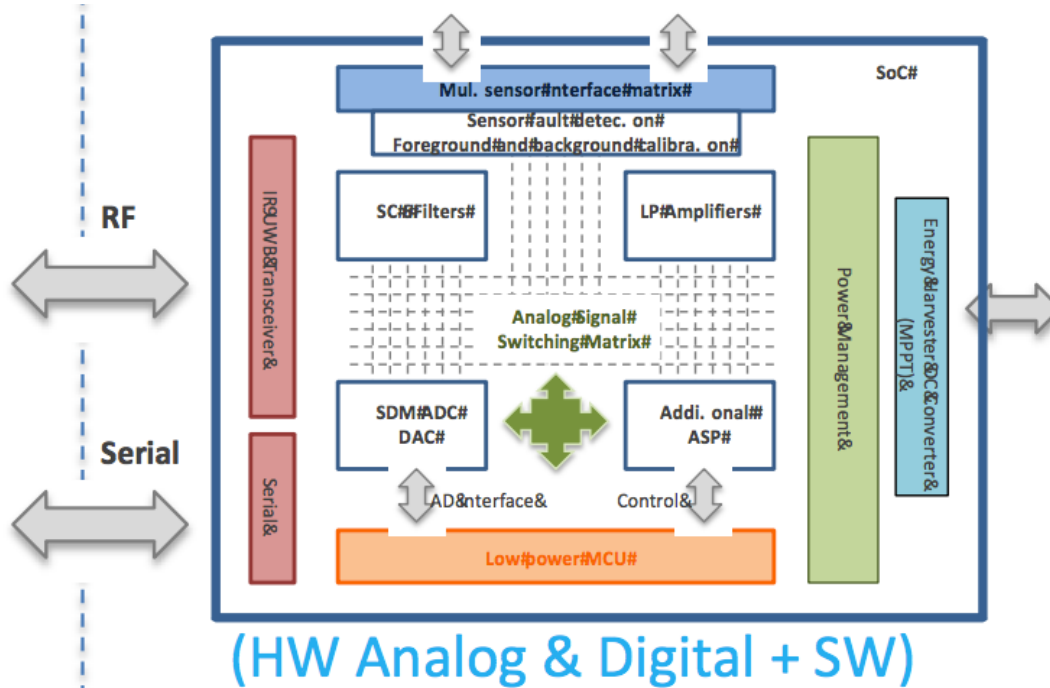 SoC#
Mul. sensor#nterface#matrix#
Sensor#ault#detec. on#
Foreground#and#background#calibra. on#
RF
IR9UWB&Transceiver&
SC#Filters#
LP#Amplifiers#
Analog#Signal#
Switching#Matrix#
Power&Management&
Energy&Harvester&DC&Converter&
(MPPT)&
SDM#ADC#
DAC#
Addi. onal#
ASP#
Serial
Serial&
AD&nterface&
Control&
Low#power#MCU#
(HW Analog & Digital + SW)